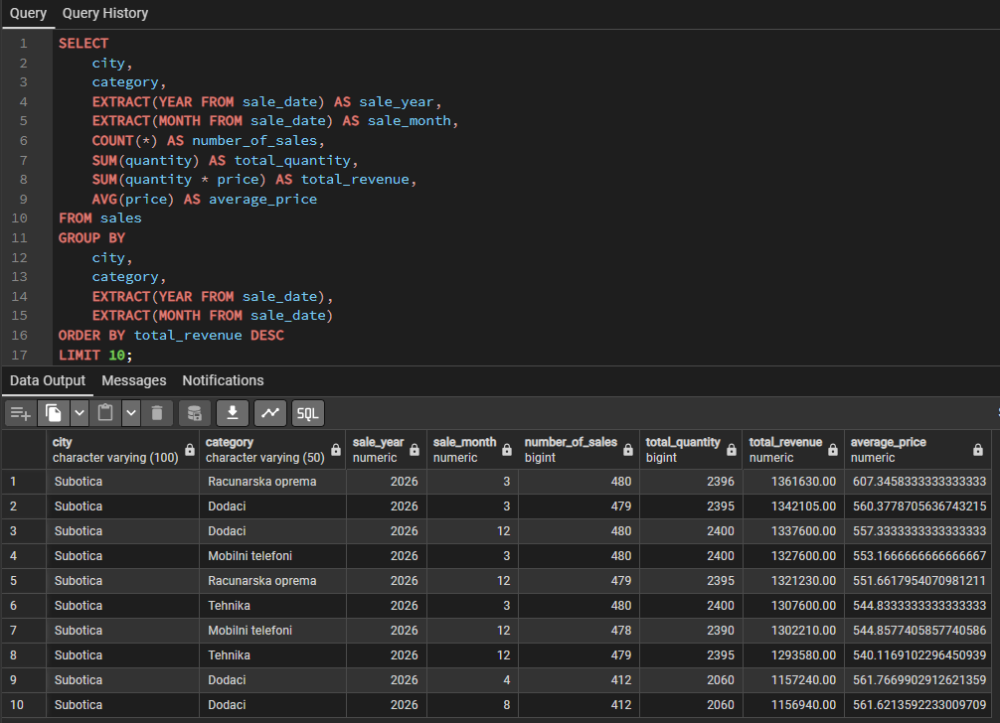 Query Query History
1 SELECT
2 city,
3 category,
4 EXTRACT(YEAR FROM sale_date) AS sale_year,
5 EXTRACT(MONTH FROM sale_date) AS sale_month,
6 COUNT(*) AS number_of_sales,
7 SUM(quantity) AS total_quantity,
8 SUM(quantity * price) AS total_revenue,
9 AVG(price) AS average_price
10 FROM sales
11 GROUP BY
12 city,
13 category,
14 EXTRACT(YEAR FROM sale_date),
15 EXTRACT(MONTH FROM sale_date)
16 ORDER BY total_revenue DESC
17 LIMIT 10;
Data Output Messages Notifications
SQL
city category sale_year sale_month number_of_sales total_quantity total_revenue average_price
character varying (100) character varying (50) numeric numeric bigint bigint numeric numeric
1 Subotica Racunarska oprema 2026 3 480 2396 1361630.00 607.3458333333333333
2 Subotica Dodaci 2026 3 479 2395 1342105.00 560.3778705636743215
3 Subotica Dodaci 2026 12 480 2400 1337600.00 557.3333333333333333
4 Subotica Mobilni telefoni 2026 3 480 2400 1327600.00 553.1666666666666667
5 Subotica Racunarska oprema 2026 12 479 2395 1321230.00 551.6617954070981211
6 Subotica Tehnika 2026 3 480 2400 1307600.00 544.8333333333333333
7 Subotica Mobilni telefoni 2026 12 478 2390 1302210.00 544.8577405857740586
8 Subotica Tehnika 2026 12 479 2395 1293580.00 540.1169102296450939
9 Subotica Dodaci 2026 4 412 2060 1157240.00 561.7669902912621359
10 Subotica Dodaci 2026 8 412 2060 1156940.00 561.6213592233009709